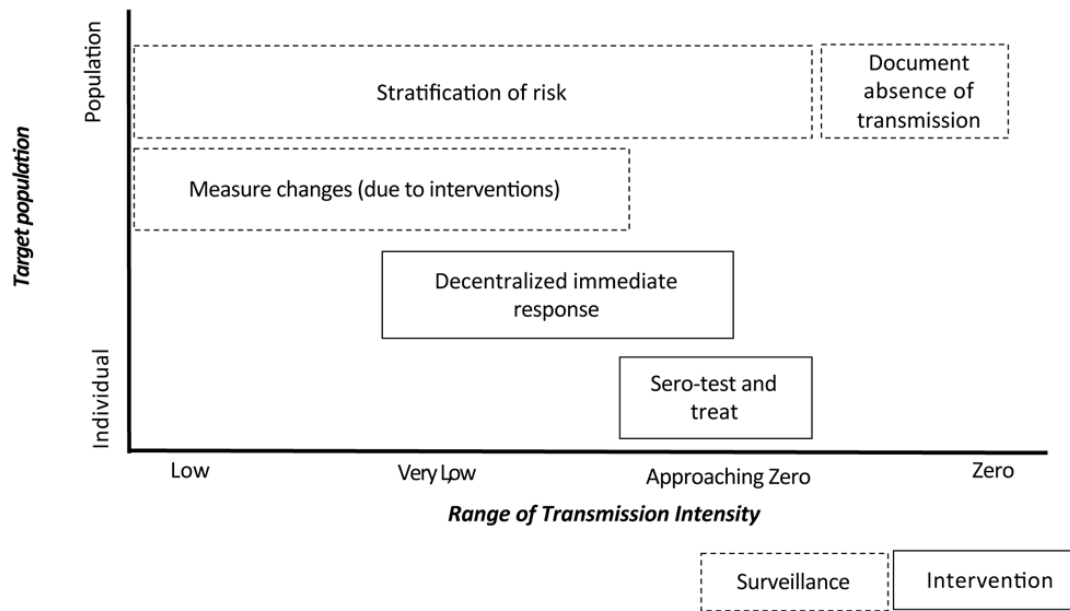 Population
Target population
Individual
Stratification of risk
Document
absence of
transmission
Measure changes (due to interventions)
Decentralized immediate
response
Sero-test and
treat
Low
Very Low
Approaching Zero
Zero
Range of Transmission Intensity
Surveillance
Intervention